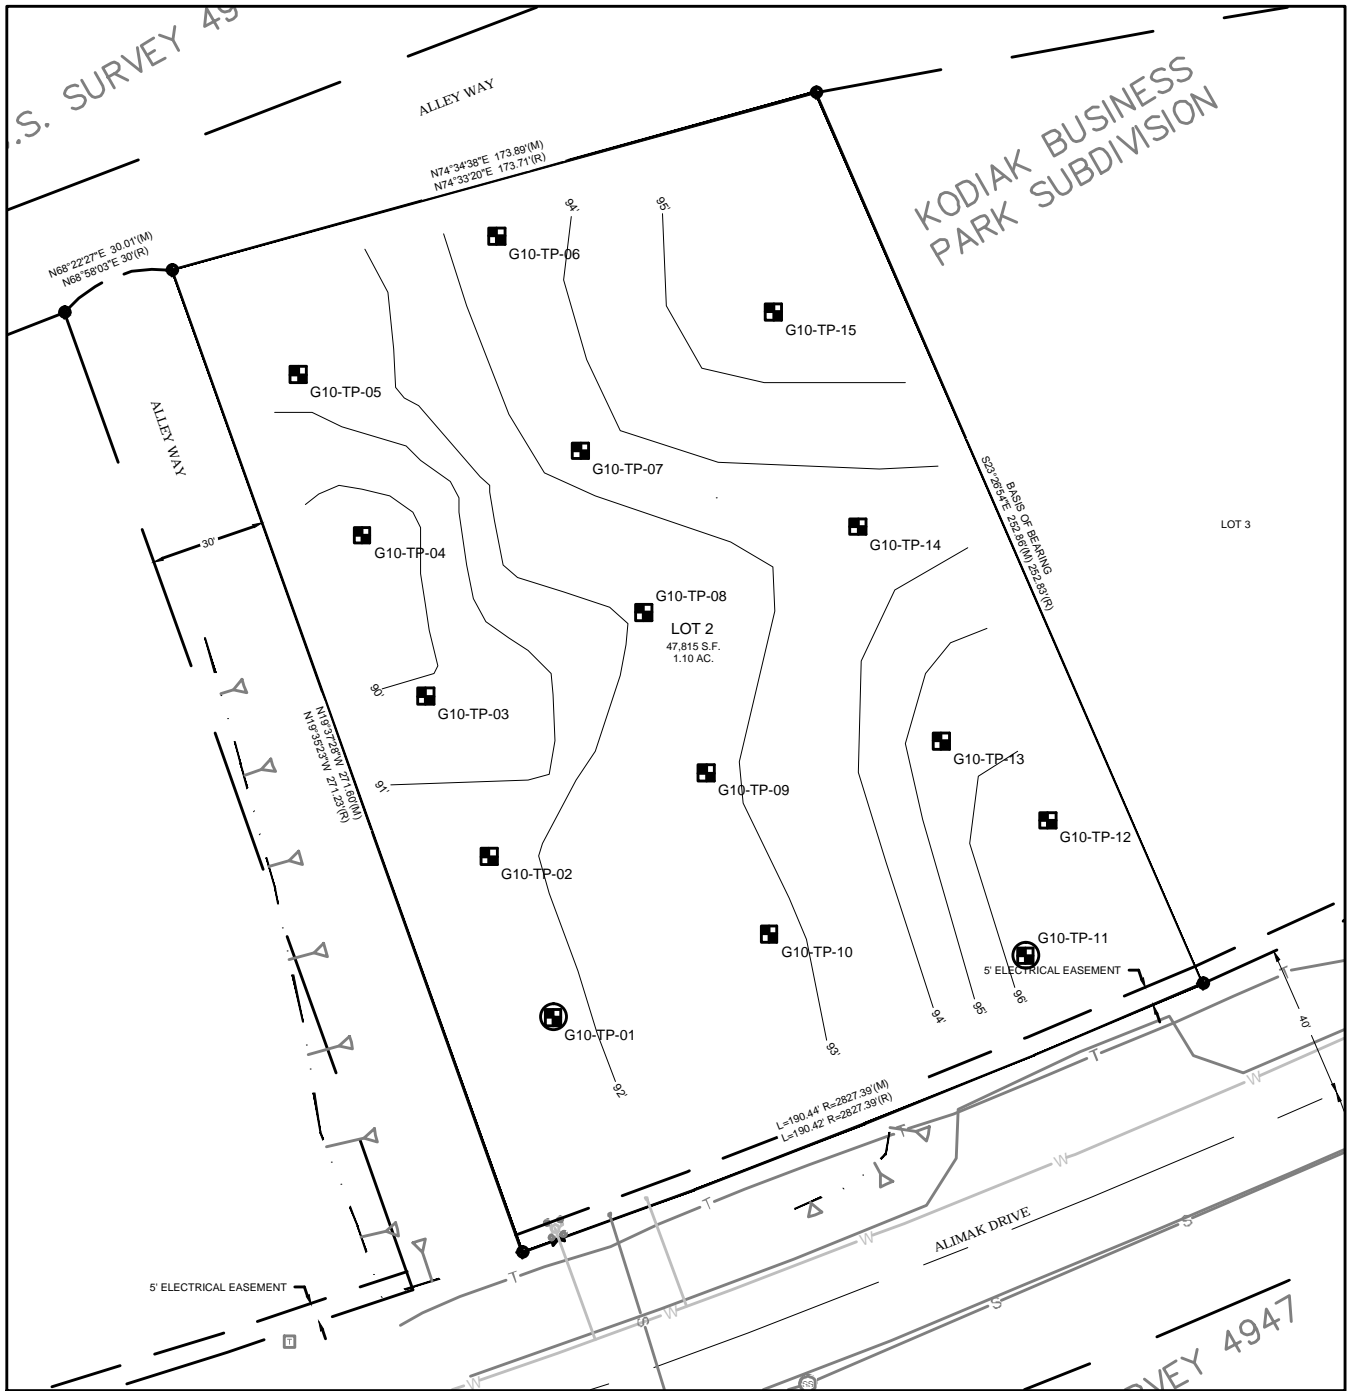 .S. SURVEY 49
ALLEY WAY
N74°34'38"E 173.89'(M)
N74°33'20"E 173.71'(R)
KODIAK BUSINESS
PARK SUBDIVISION
N68°22'27"E 30.01'(M)
N68°58'03"E 30'(R)
94'
95'
G10-TP-06
G10-TP-15
G10-TP-05
ALLEY WAY
G10-TP-07
BASIS OF BEARING
S23°26'54"E 252.86'(M) 252.83'(R)
LOT 3
30'
G10-TP-04
G10-TP-14
G10-TP-08
LOT 2
47,815 S.F.
1.10 AC.
90'
G10-TP-03
N19°37'28"W 271.60'(M)
N19°35'23"W 271.23'(R)
G10-TP-13
91'
G10-TP-09
G10-TP-12
G10-TP-02
G10-TP-10
G10-TP-11
5' ELECTRICAL EASEMENT
T
96'
95'
94'
40'
G10-TP-01
93'
T
92'
W
L=190.44' R=2827.39'(M)
L=190.42' R=2827.39'(R)
T
W
T
ALIMAK DRIVE
S
W
T
5' ELECTRICAL EASEMENT
S
W
S
T
W
SS
VEY 4947